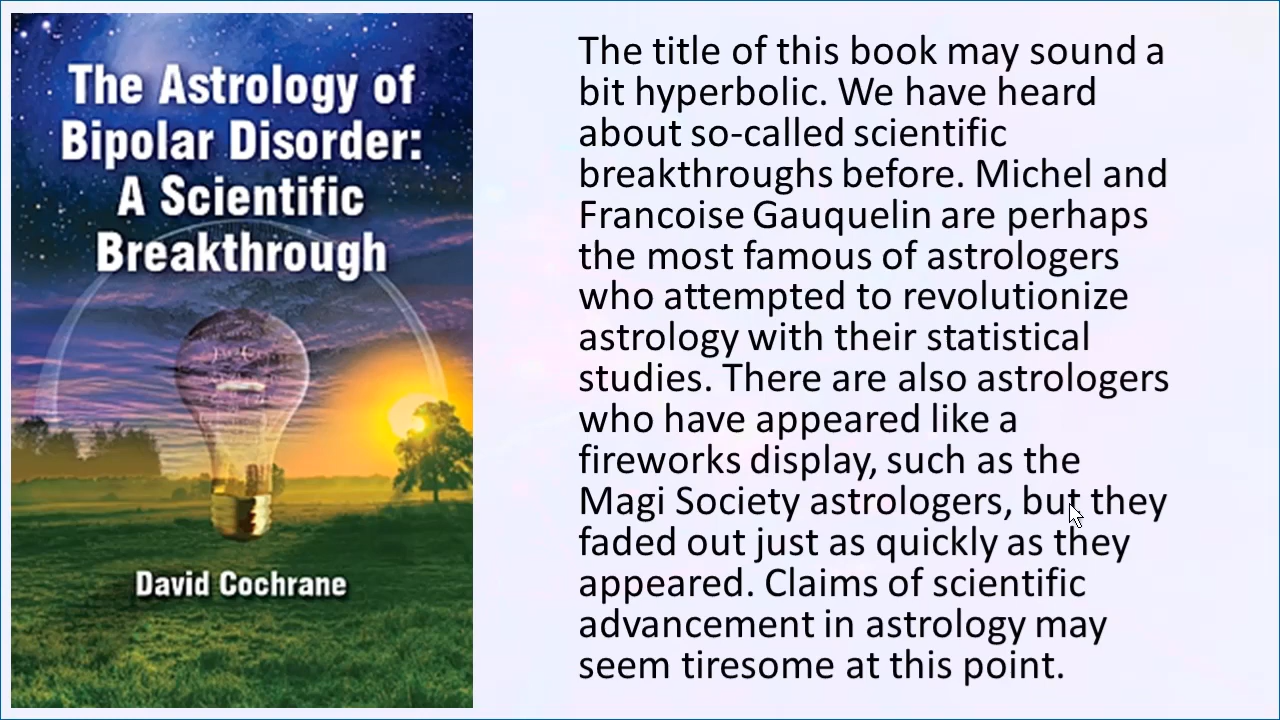 The Astrology of
Bipolar Disorder:
A Scientific
Breakthrough
David Cochrane
The title of this book may sound a
bit hyperbolic. We have heard
about so-called scientific
breakthroughs before. Michel and
Francoise Gauquelin are perhaps
the most famous of astrologers
who attempted to revolutionize
astrology with their statistical
studies. There are also astrologers
who have appeared like a
fireworks display, such as the
Magi Society astrologers, but they
faded out just as quickly as they
appeared. Claims of scientific
advancement in astrology may
seem tiresome at this point.